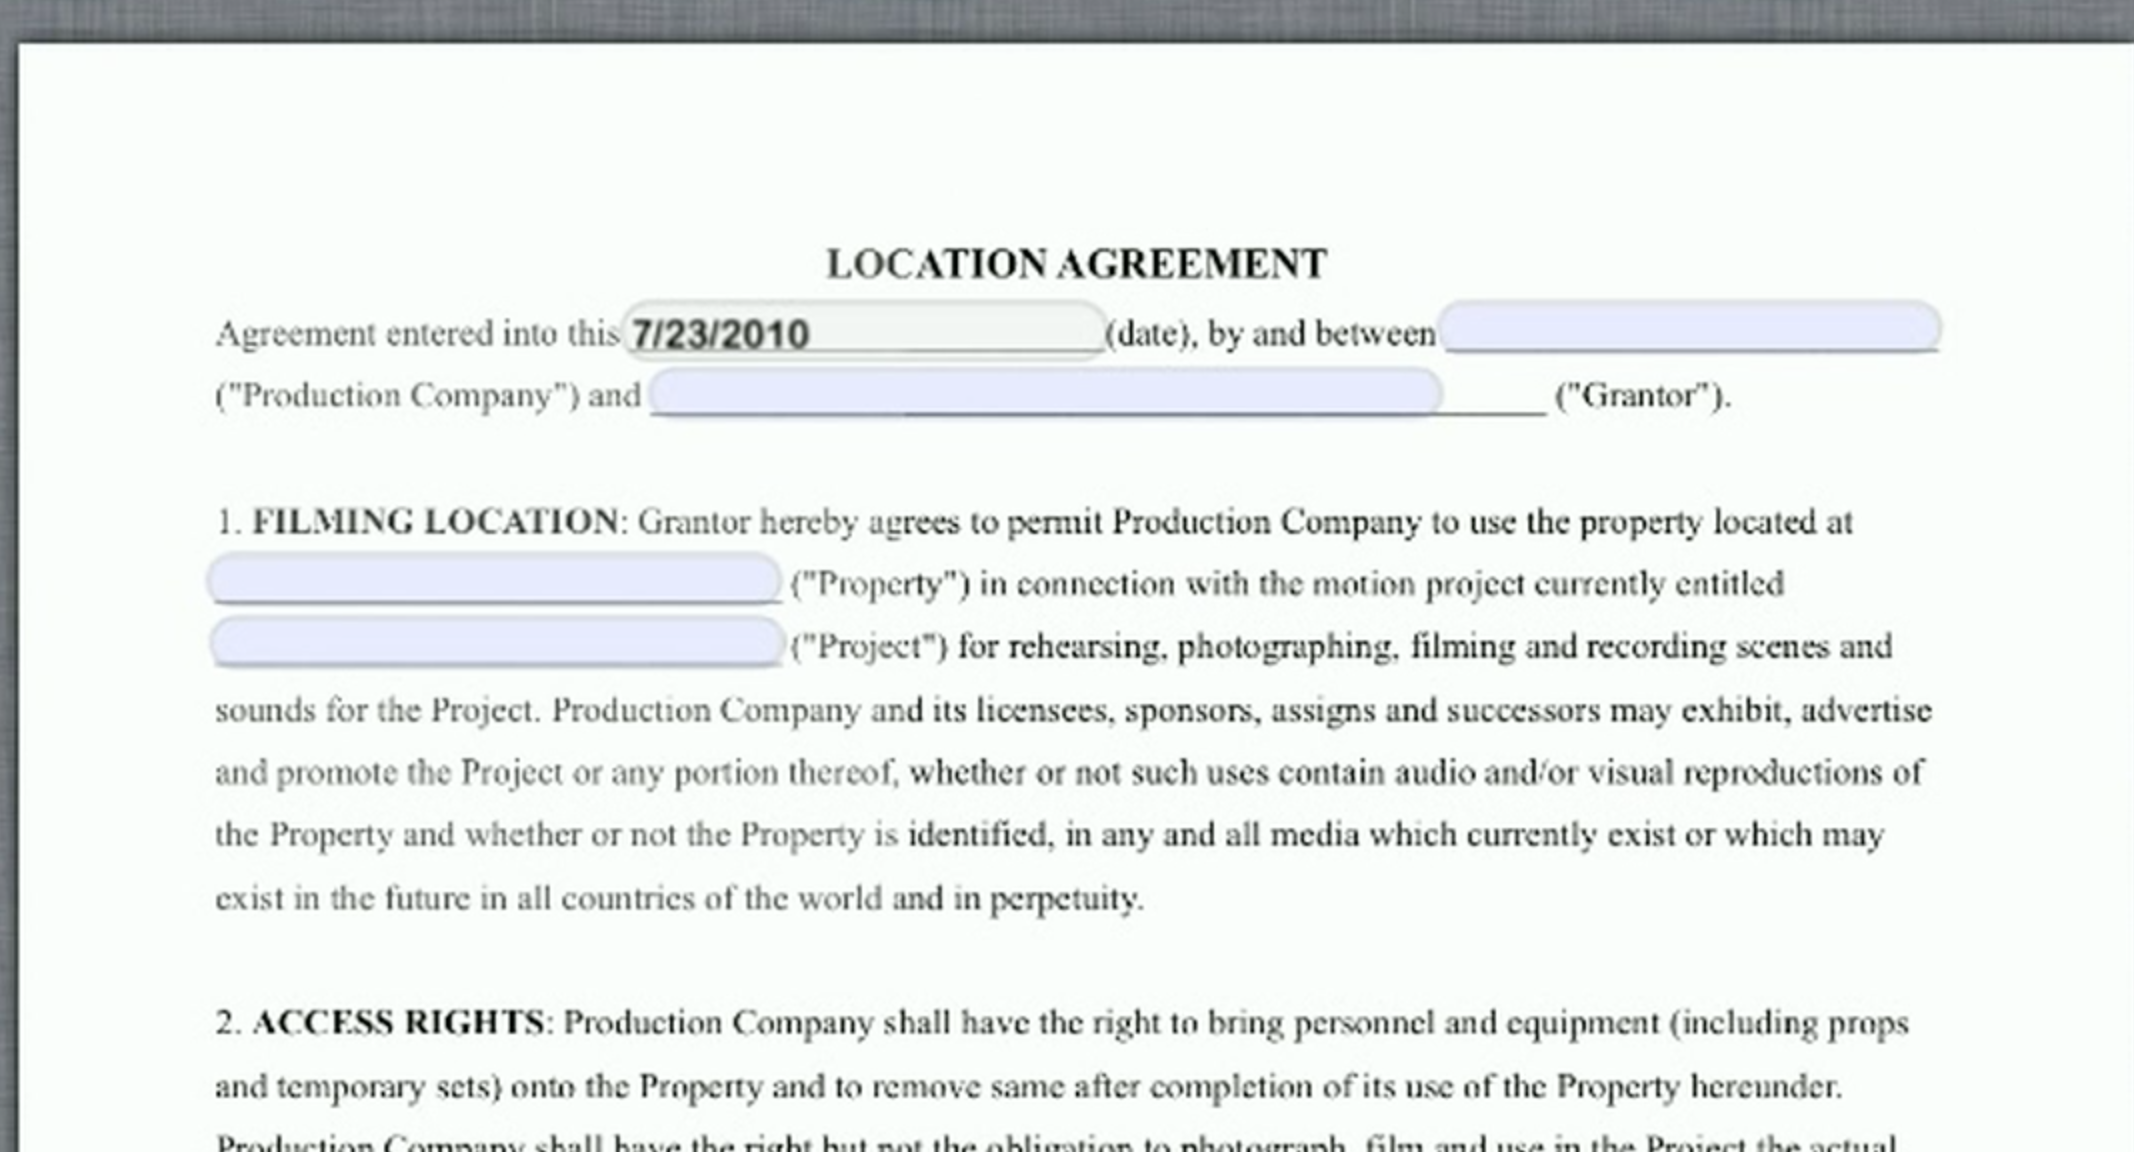 LOCATION AGREEMENT
Agreement entered into this 7/23/2010 (date), by and between
("Production Company") and ("Grantor").
1. FILMING LOCATION: Grantor hereby agrees to permit Production Company to use the property located at
("Property") in connection with the motion project currently entitled
("Project") for rehearsing, photographing, filming and recording scenes and
sounds for the Project. Production Company and its licensees, sponsors, assigns and successors may exhibit, advertise
and promote the Project or any portion thereof, whether or not such uses contain audio and/or visual reproductions of
the Property and whether or not the Property is identified, in any and all media which currently exist or which may
exist in the future in all countries of the world and in perpetuity.
2. ACCESS RIGHTS: Production Company shall have the right to bring personnel and equipment (including props
and temporary sets) onto the Property and to remove same after completion of its use of the Property hereunder.
Production Company shall have the right but not the obligation to photograph, film and use in the Project the actual